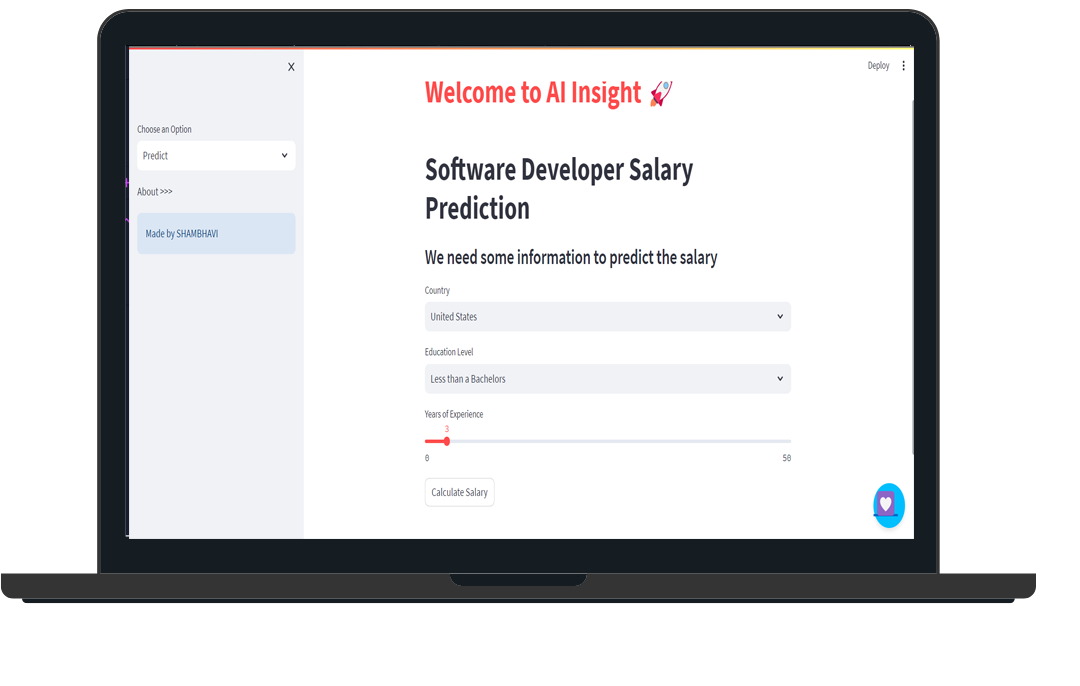 X
Choose an Option
Predict
About >>>
Made by SHAMBHAVI
Deploy
Welcome to AI Insight 🚀
Software Developer Salary
Prediction
We need some information to predict the salary
Country
United States
Education Level
Less than a Bachelors
Years of Experience
3
0 50
Calculate Salary